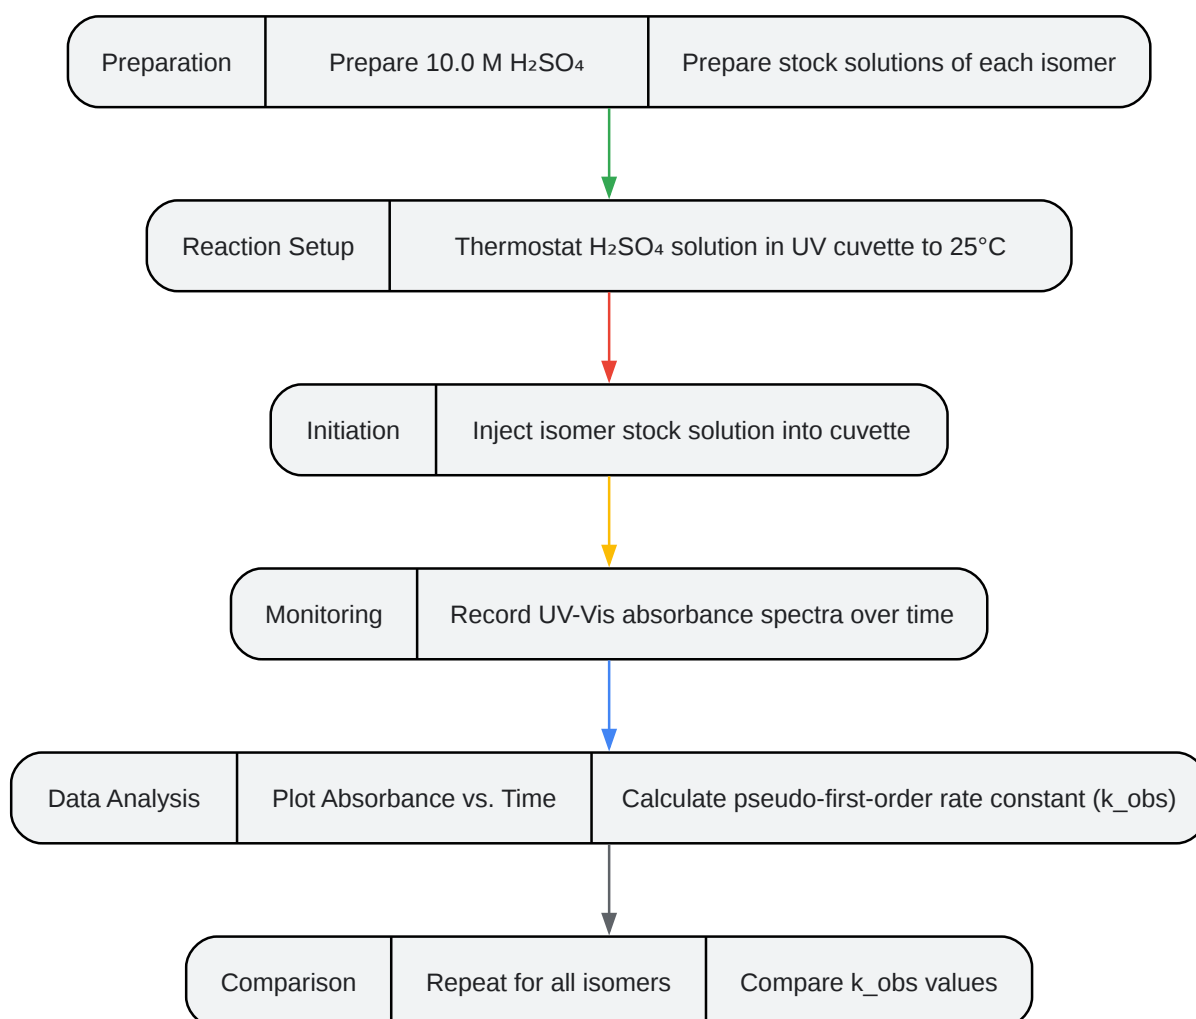 Preparation
Prepare 10.0 M H₂SO₄
Prepare stock solutions of each isomer
Reaction Setup
Thermostat H₂SO₄ solution in UV cuvette to 25°C
Initiation
Inject isomer stock solution into cuvette
Monitoring
Record UV-Vis absorbance spectra over time
Data Analysis
Plot Absorbance vs. Time
Calculate pseudo-first-order rate constant (k_obs)
Comparison
Repeat for all isomers
Compare k_obs values